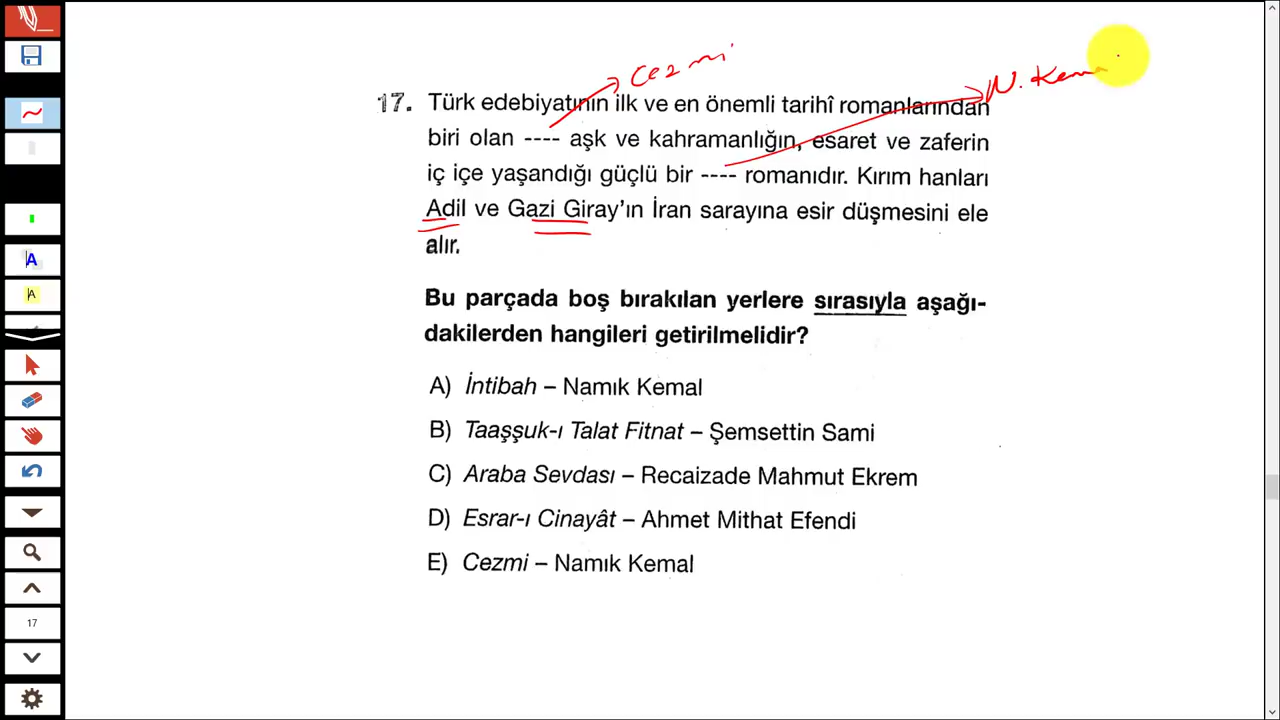 Cezmi
N. Kema
17. Türk edebiyatının ilk ve en önemli tarihî romanlarından
biri olan ---- aşk ve kahramanlığın, esaret ve zaferin
iç içe yaşandığı güçlü bir ---- romanıdır. Kırım hanları
Adil ve Gazi Giray’ın İran sarayına esir düşmesini ele
alır.
Bu parçada boş bırakılan yerlere sırasıyla aşağı-
dakilerden hangileri getirilmelidir?
A) İntibah – Namık Kemal
B) Taaşşuk-ı Talat Fitnat – Şemsettin Sami
C) Araba Sevdası – Recaizade Mahmut Ekrem
D) Esrar-ı Cinayât – Ahmet Mithat Efendi
E) Cezmi – Namık Kemal
A
A
17